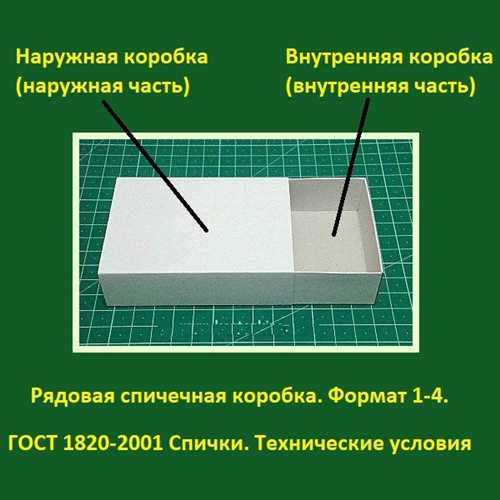 Наружная коробка
(наружная часть)
Внутренняя коробка
(внутренняя часть)
Рядовая спичечная коробка. Формат 1-4.
ГОСТ 1820-2001 Спички. Технические условия